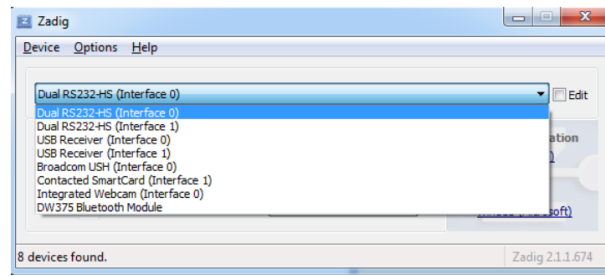 Zadig
Device Options Help
Dual RS232-HS (Interface 0)
Edit
Dual RS232-HS (Interface 0)
Dual RS232-HS (Interface 1)
USB Receiver (Interface 0)
USB Receiver (Interface 1)
Broadcom USH (Interface 0)
Contacted SmartCard (Interface 1)
Integrated Webcam (Interface 0)
DW375 Bluetooth Module
8 devices found.
Zadig 2.1.1.674